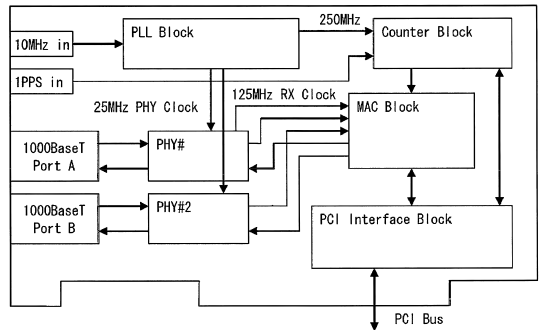 250MHz
PLL Block
Counter Block
10MHz in
1PPS in
25MHz PHY Clock
125MHz RX Clock
MAC Block
1000BaseT
Port A
PHY#
1000BaseT
Port B
PHY#2
PCI Interface Block
PCI Bus